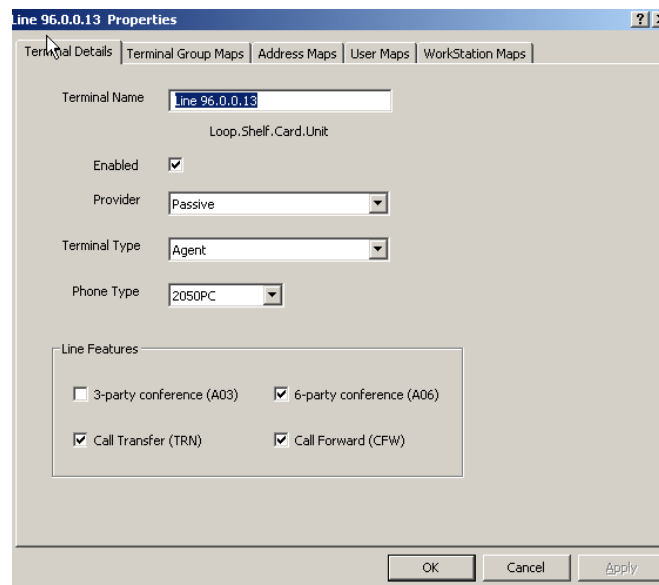 Line 96.0.0.13 Properties
Terminal Details Terminal Group Maps Address Maps User Maps WorkStation Maps
Terminal Name Line 96.0.0.13
Loop.Shelf.Card.Unit
Enabled
Provider Passive
Terminal Type Agent
Phone Type 2050PC
Line Features
3-party conference (A03) 6-party conference (A06)
Call Transfer (TRN) Call Forward (CFW)
OK Cancel Apply